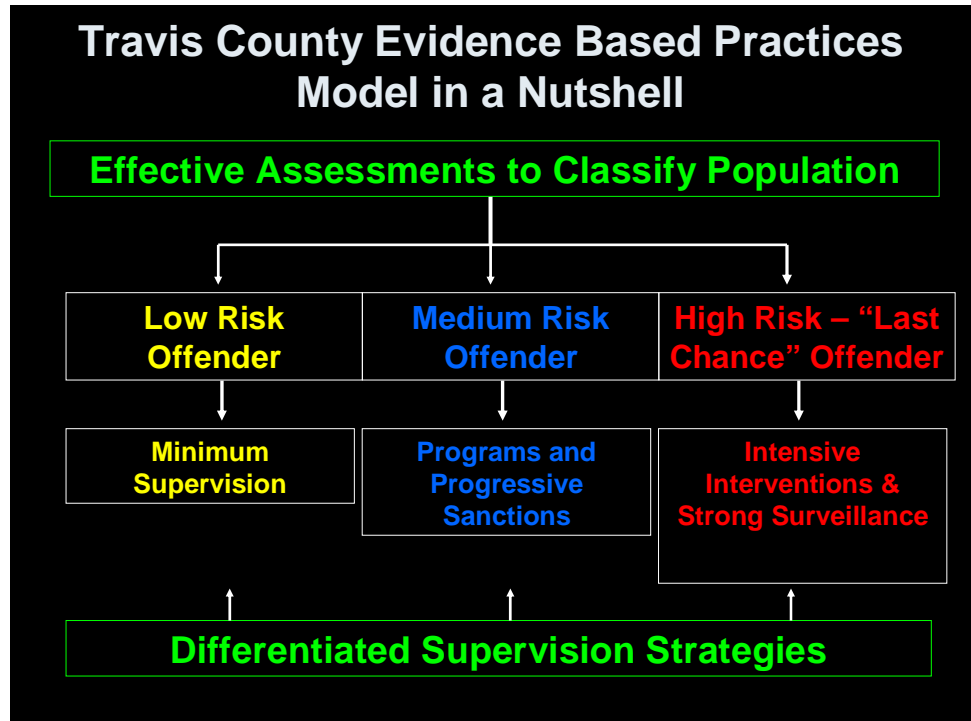 Travis County Evidence Based Practices
Model in a Nutshell
Effective Assessments to Classify Population
Low Risk
Offender
Medium Risk
Offender
High Risk – “Last
Chance” Offender
Minimum
Supervision
Programs and
Progressive
Sanctions
Intensive
Interventions &
Strong Surveillance
Differentiated Supervision Strategies